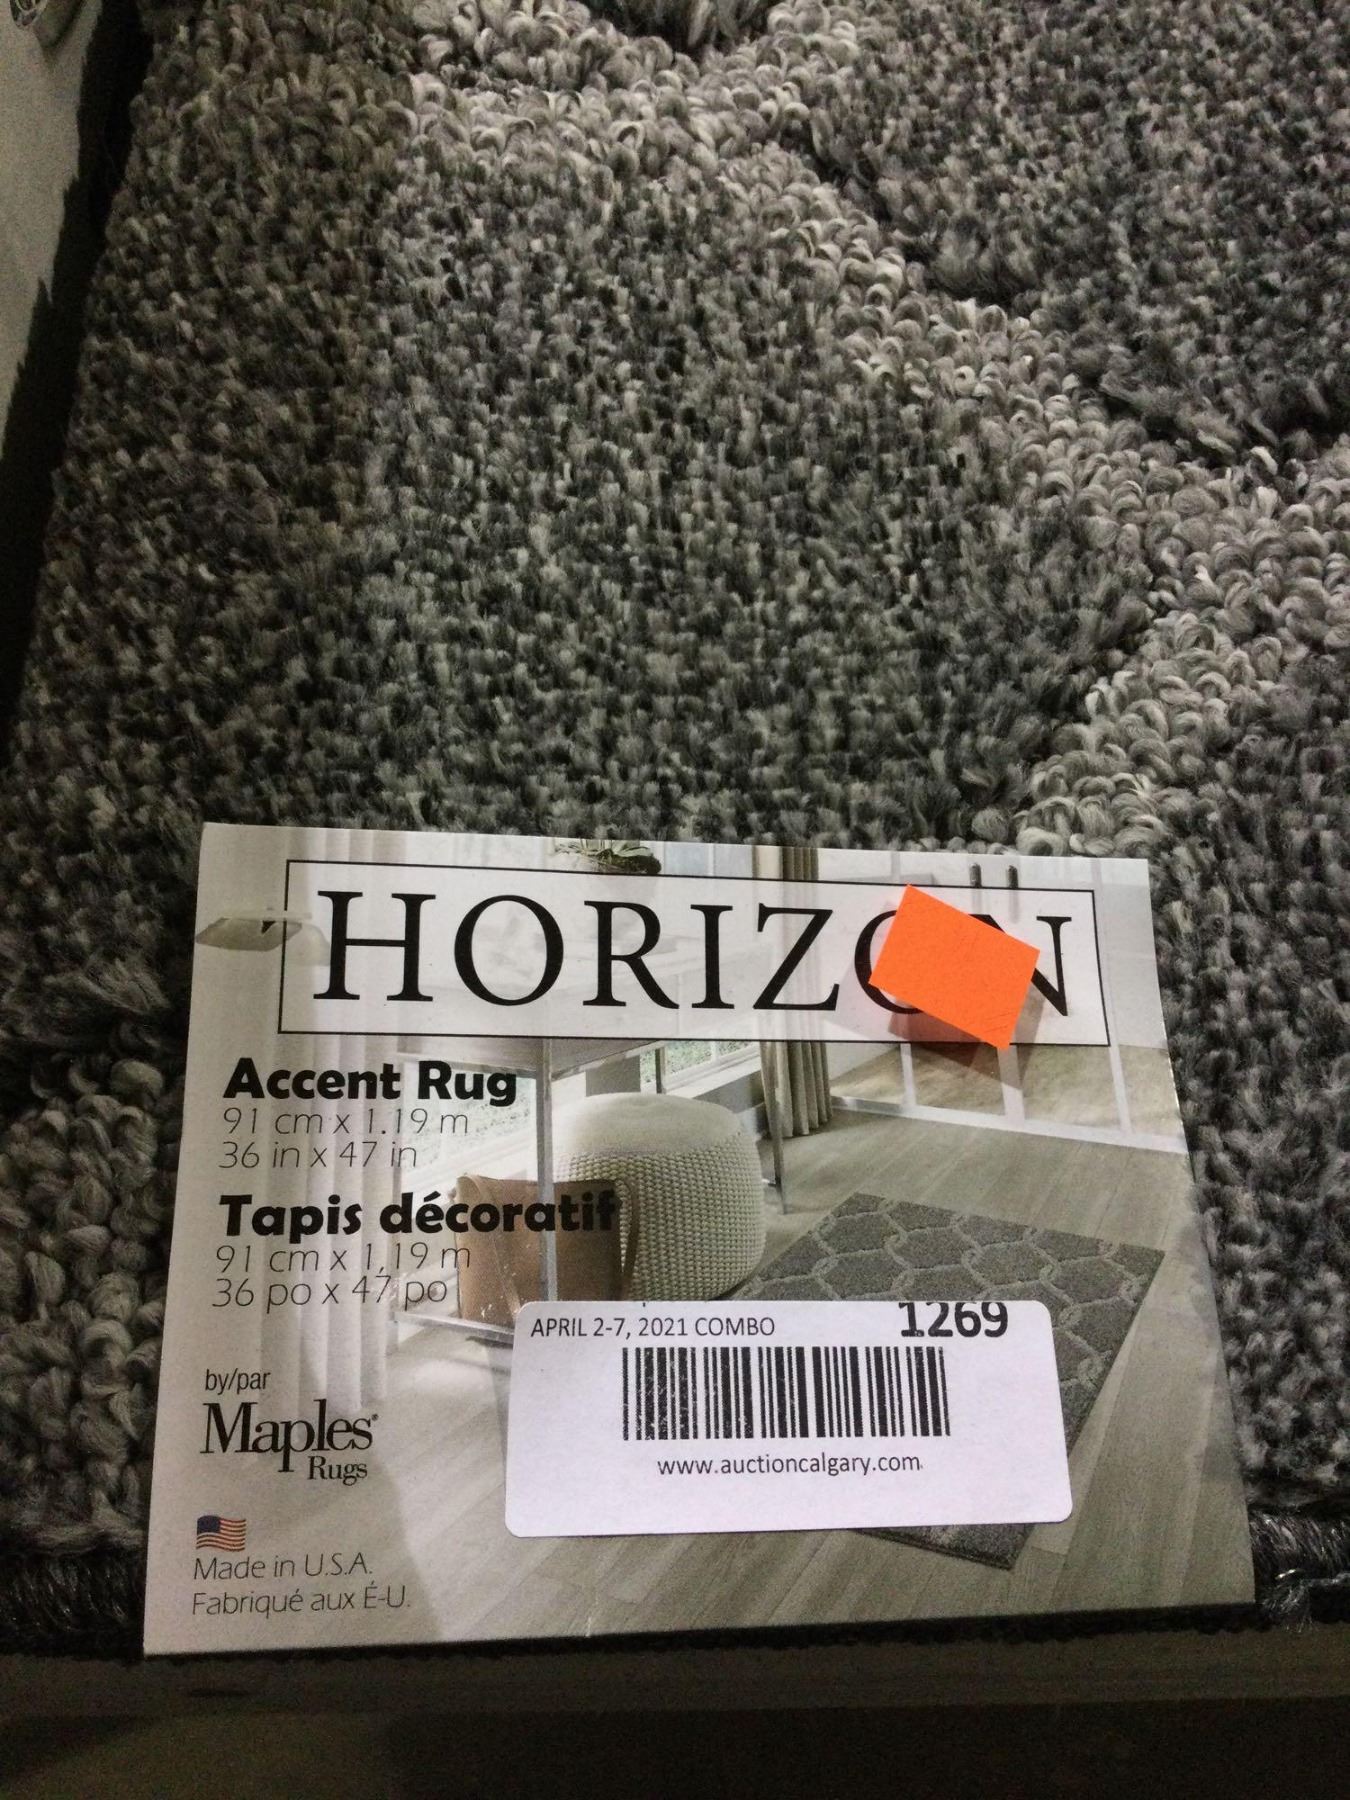 HORIZON
Accent Rug
91 cm x 1.19 m
36 in x 47 in
Tapis décoratif
91 cm x 1,19 m
36 po x 47 po
by/par
Maples®
Rugs
Made in U.S.A.
Fabriqué aux É-U.
APRIL 2-7, 2021 COMBO 1269
www.auctioncalgary.com